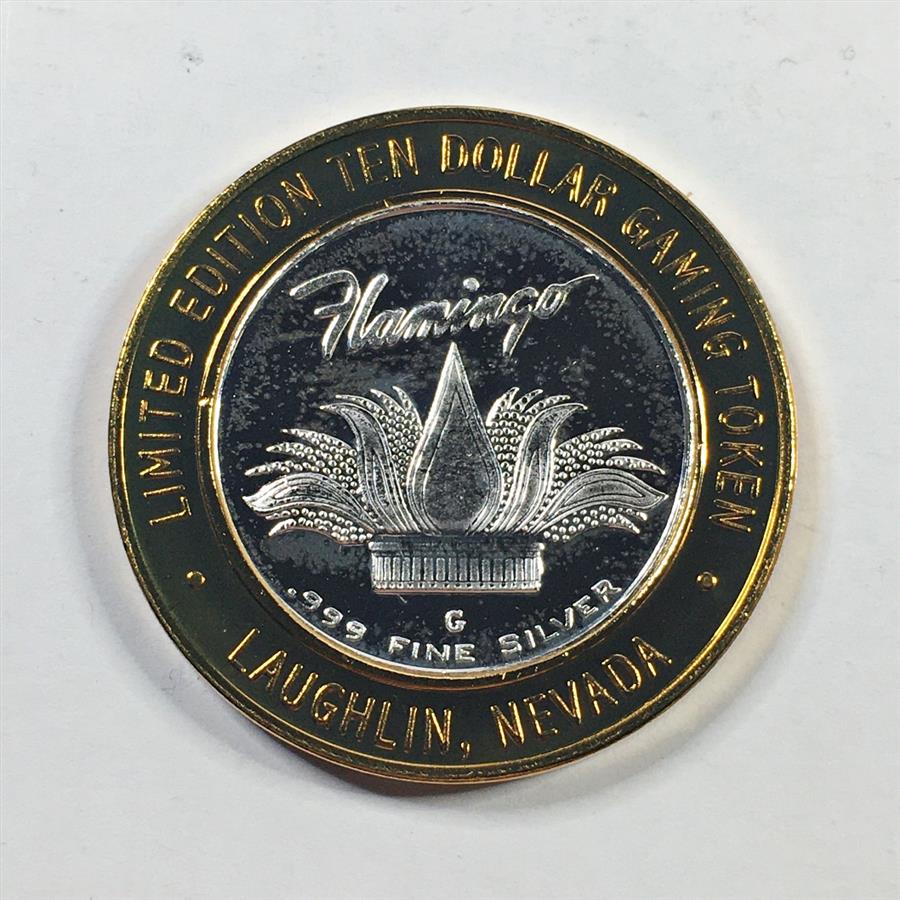 LIMITED EDITION TEN DOLLAR GAMING TOKEN
Flamingo
G
.999 FINE SILVER
LAUGHLIN, NEVADA